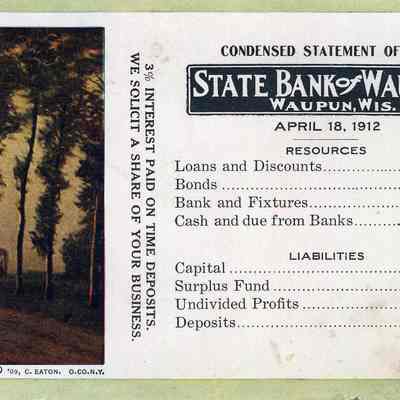 3% INTEREST PAID ON TIME DEPOSITS.
WE SOLICIT A SHARE OF YOUR BUSINESS.
CONDENSED STATEMENT OF
STATE BANK of WAU
WAUPUN, WIS.
APRIL 18, 1912
RESOURCES
Loans and Discounts
Bonds
Bank and Fixtures
Cash and due from Banks
LIABILITIES
Capital
Surplus Fund
Undivided Profits
Deposits
'09, C. EATON. O.CO.N.Y.